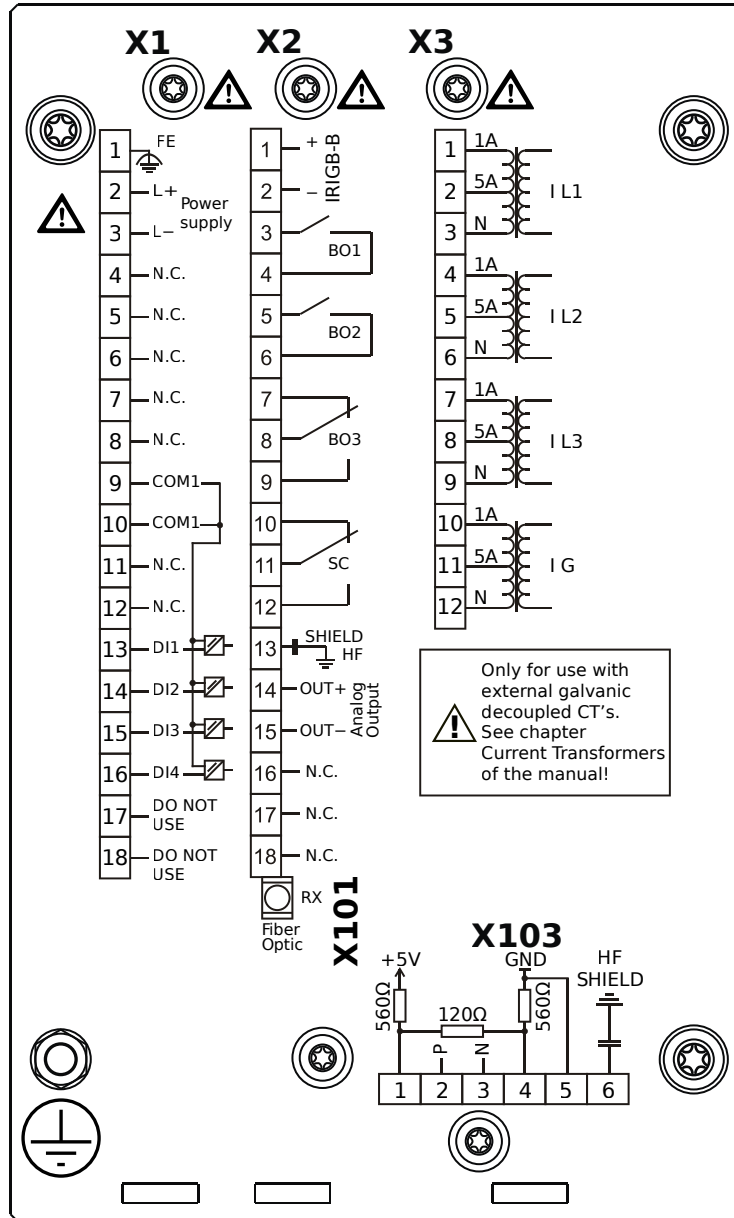 X1
X2
X3
1 FE
2 L+
Power
supply
3 L−
4 N.C.
5 N.C.
6 N.C.
7 N.C.
8 N.C.
9 COM1
10 COM1
11 N.C.
12 N.C.
13 DI1
14 DI2
15 DI3
16 DI4
17 DO NOT
USE
18 DO NOT
USE
1 +
2 −
IRIGB-B
3
BO1
4
5
BO2
6
7
8 BO3
9
10
11 SC
12
13 SHIELD
HF
14 OUT+
15 OUT−
Analog
Output
16 N.C.
17 N.C.
18 N.C.
RX
Fiber
Optic
X101
1 1A
2 5A I L1
3 N
4 1A
5 5A I L2
6 N
7 1A
8 5A I L3
9 N
10 1A
11 5A I G
12 N
Only for use with
external galvanic
decoupled CT's.
See chapter
Current Transformers
of the manual!
X103
+5V
GND
HF
SHIELD
560Ω
120Ω
560Ω
P
N
1 2 3 4 5 6